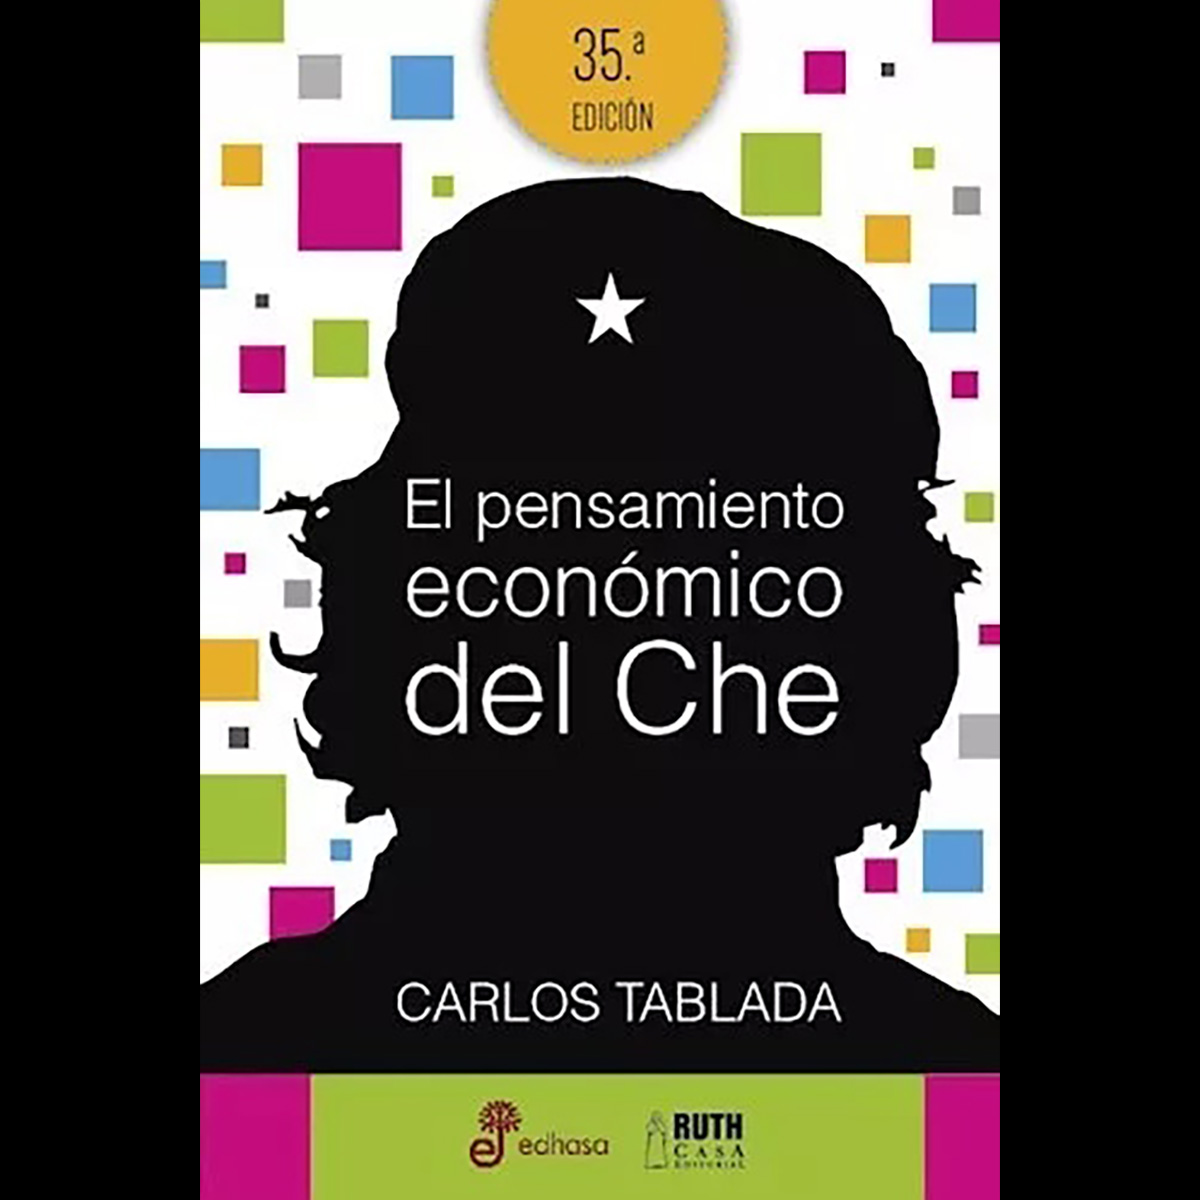 35.ª
EDICIÓN
El pensamiento
económico
del Che
CARLOS TABLADA
edhasa
RUTH
CASA
EDITORIAL